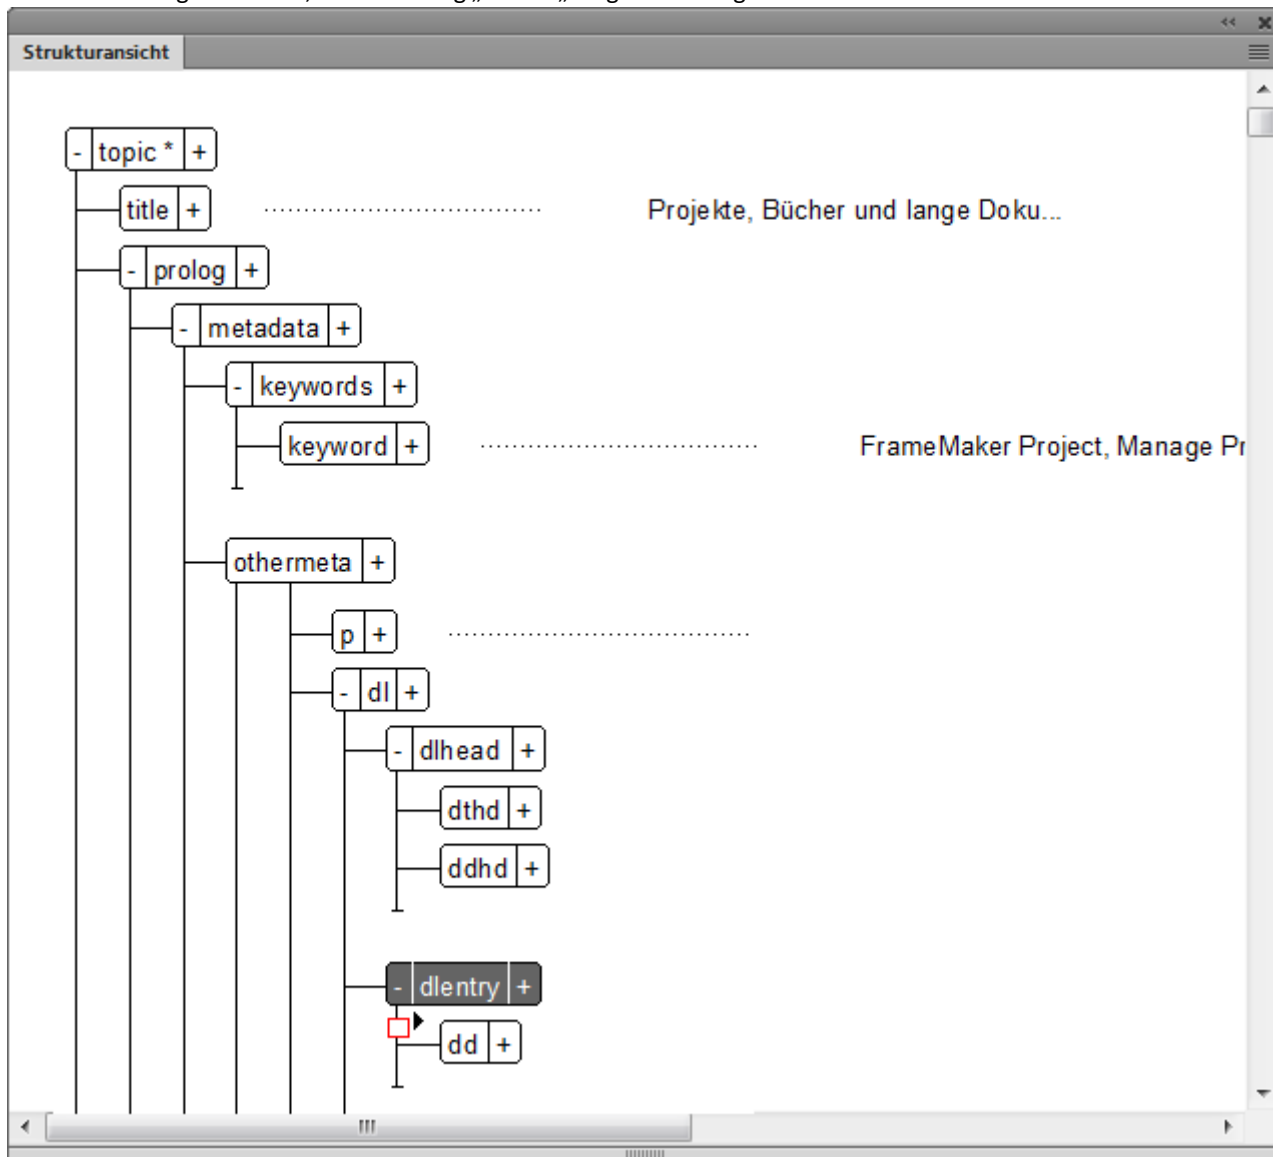 Strukturansicht
- topic * +
title + Projekte, Bücher und lange Doku...
- prolog +
- metadata +
- keywords +
keyword + FrameMaker Project, Manage Pr
othermeta +
p +
- dl +
- dlhead +
dthd +
ddhd +
- dlentry +
dd +